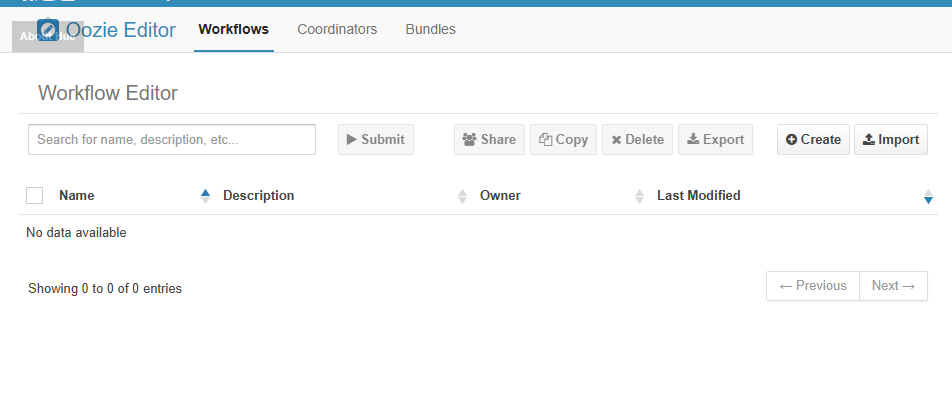 About Hue
Oozie Editor Workflows Coordinators Bundles
Workflow Editor
Search for name, description, etc... Submit Share Copy Delete Export Create Import
Name Description Owner Last Modified
No data available
Showing 0 to 0 of 0 entries ← Previous Next →